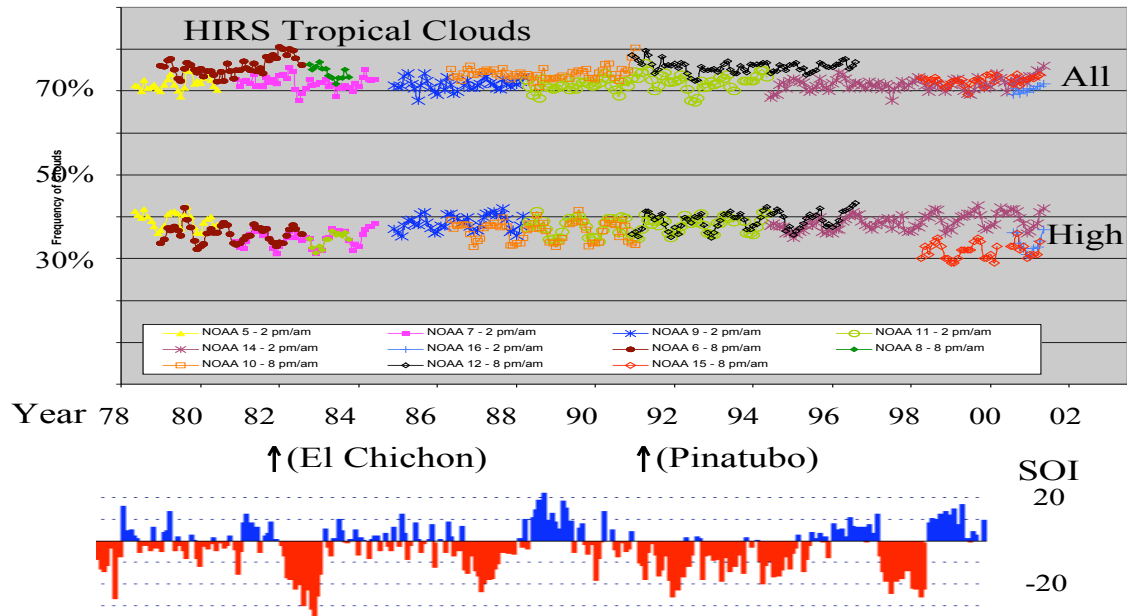 HIRS Tropical Clouds
All
70%
50%
Frequency of Clouds
High
30%
NOAA 5 - 2 pm/am NOAA 7 - 2 pm/am NOAA 9 - 2 pm/am NOAA 11 - 2 pm/am
NOAA 14 - 2 pm/am NOAA 16 - 2 pm/am NOAA 6 - 8 pm/am NOAA 8 - 8 pm/am
NOAA 10 - 8 pm/am NOAA 12 - 8 pm/am NOAA 15 - 8 pm/am
Year 78 80 82 84 86 88 90 92 94 96 98 00 02
↑(El Chichon) ↑(Pinatubo)
SOI
20
-20